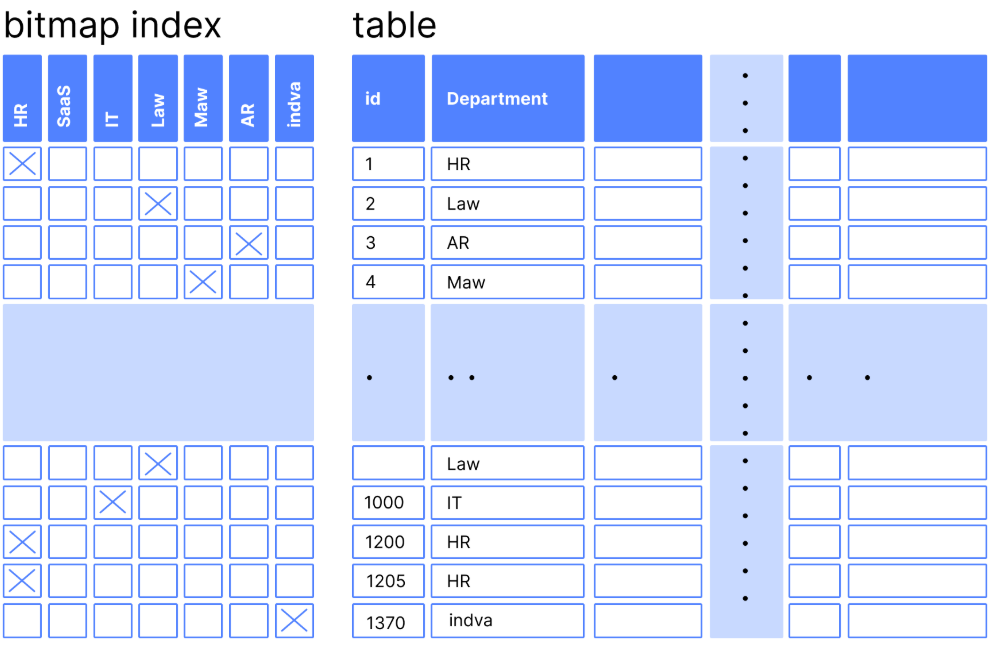 bitmap index
table
HR SaaS IT Law Maw AR indva
id Department
1 HR
2 Law
3 AR
4 Maw
Law
1000 IT
1200 HR
1205 HR
1370 indva